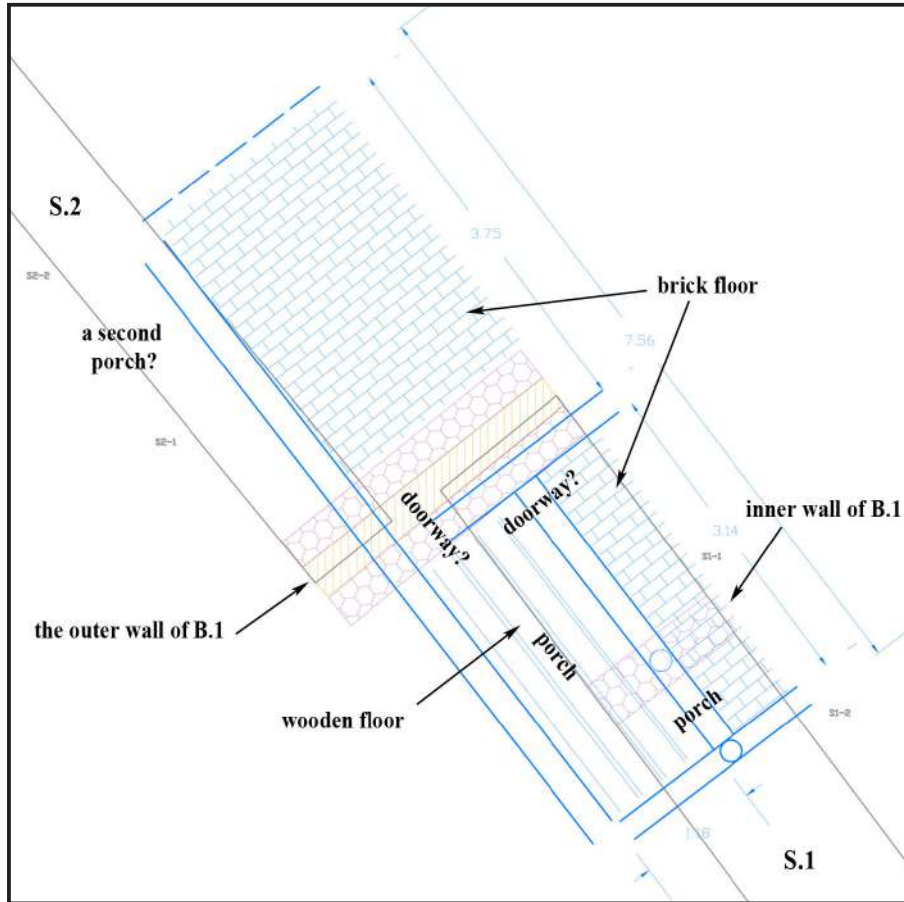 S.2
S2-2
3.75
brick floor
a second
porch?
7.56
S2-1
doorway?
doorway?
inner wall of B.1
3.14
S1-1
the outer wall of B.1
porch
wooden floor
porch
S1-2
1.18
S.1